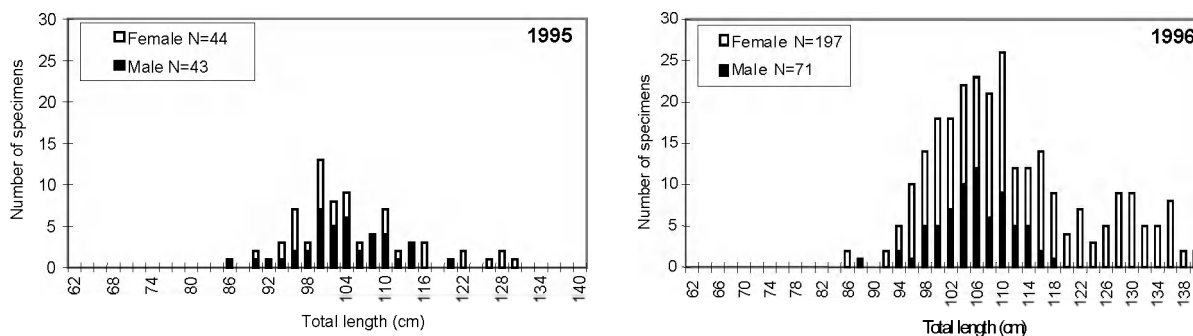 30
25
20
15
10
5
0
Number of specimens
Female N=44
Male N=43
1995
62 68 74 80 86 92 98 104 110 116 122 128 134 140
Total length (cm)
30
25
20
15
10
5
0
Number of specimens
Female N=197
Male N=71
1996
62 66 70 74 78 82 86 90 94 98 102 106 110 114 118 122 126 130 134 138
Total length (cm)